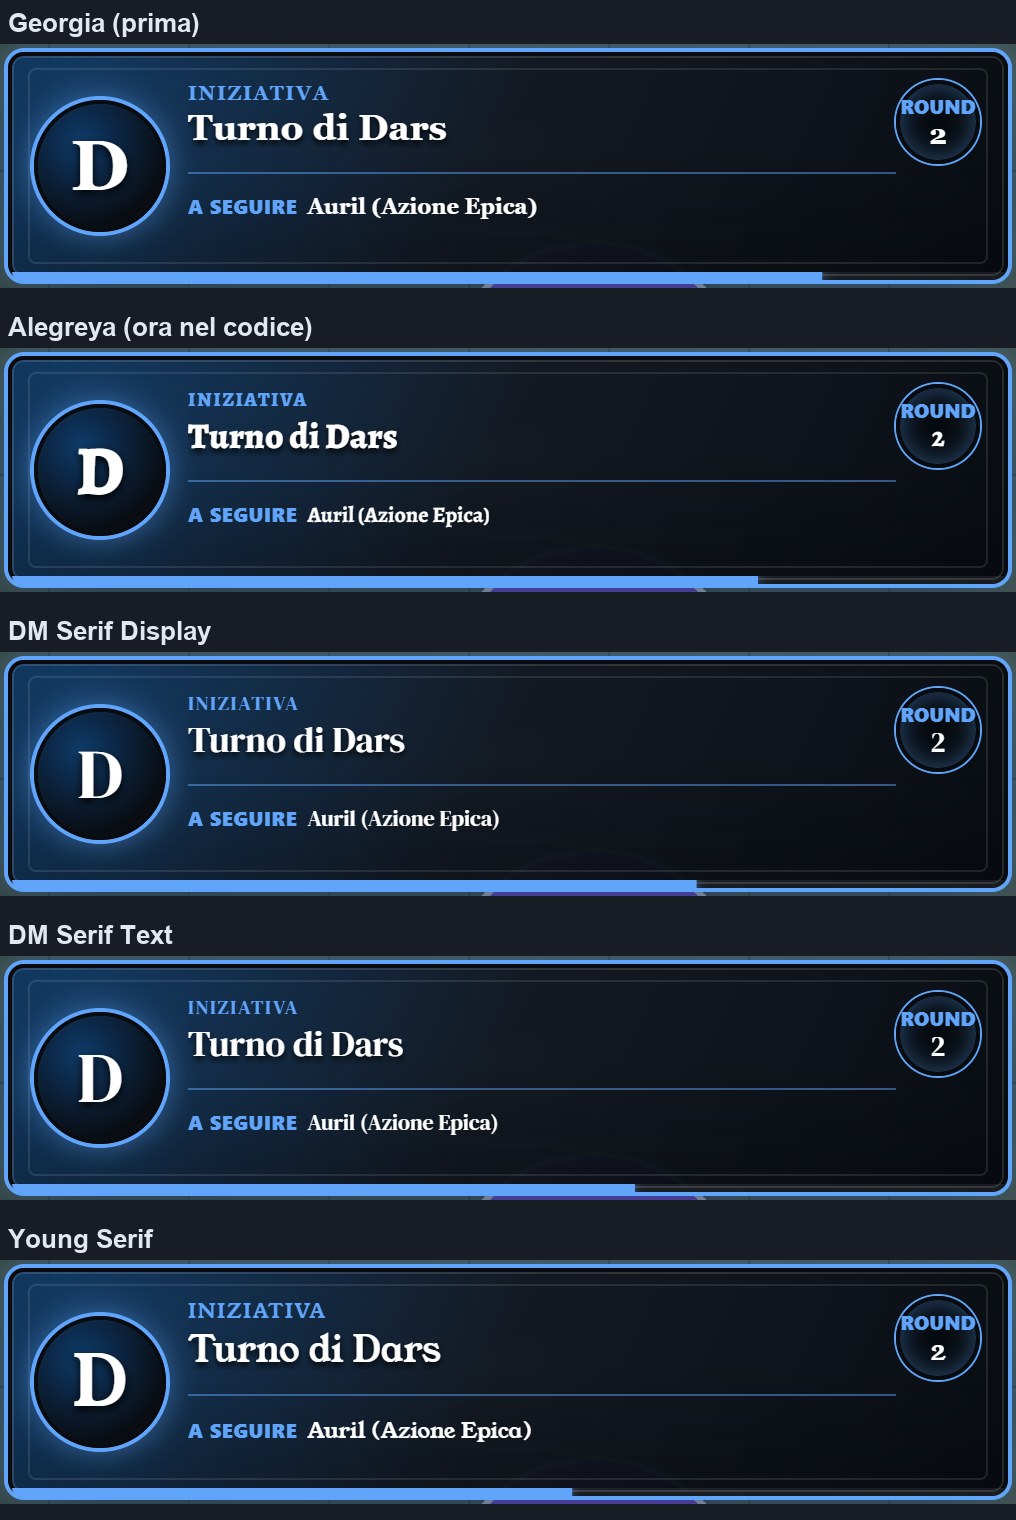 Georgia (prima)
INIZIATIVA
Turno di Dars
D
A SEGUIRE Auril (Azione Epica)
ROUND
2
Alegreya (ora nel codice)
INIZIATIVA
Turno di Dars
D
A SEGUIRE Auril (Azione Epica)
ROUND
2
DM Serif Display
INIZIATIVA
Turno di Dars
D
A SEGUIRE Auril (Azione Epica)
ROUND
2
DM Serif Text
INIZIATIVA
Turno di Dars
D
A SEGUIRE Auril (Azione Epica)
ROUND
2
Young Serif
INIZIATIVA
Turno di Dars
D
A SEGUIRE Auril (Azione Epica)
ROUND
2